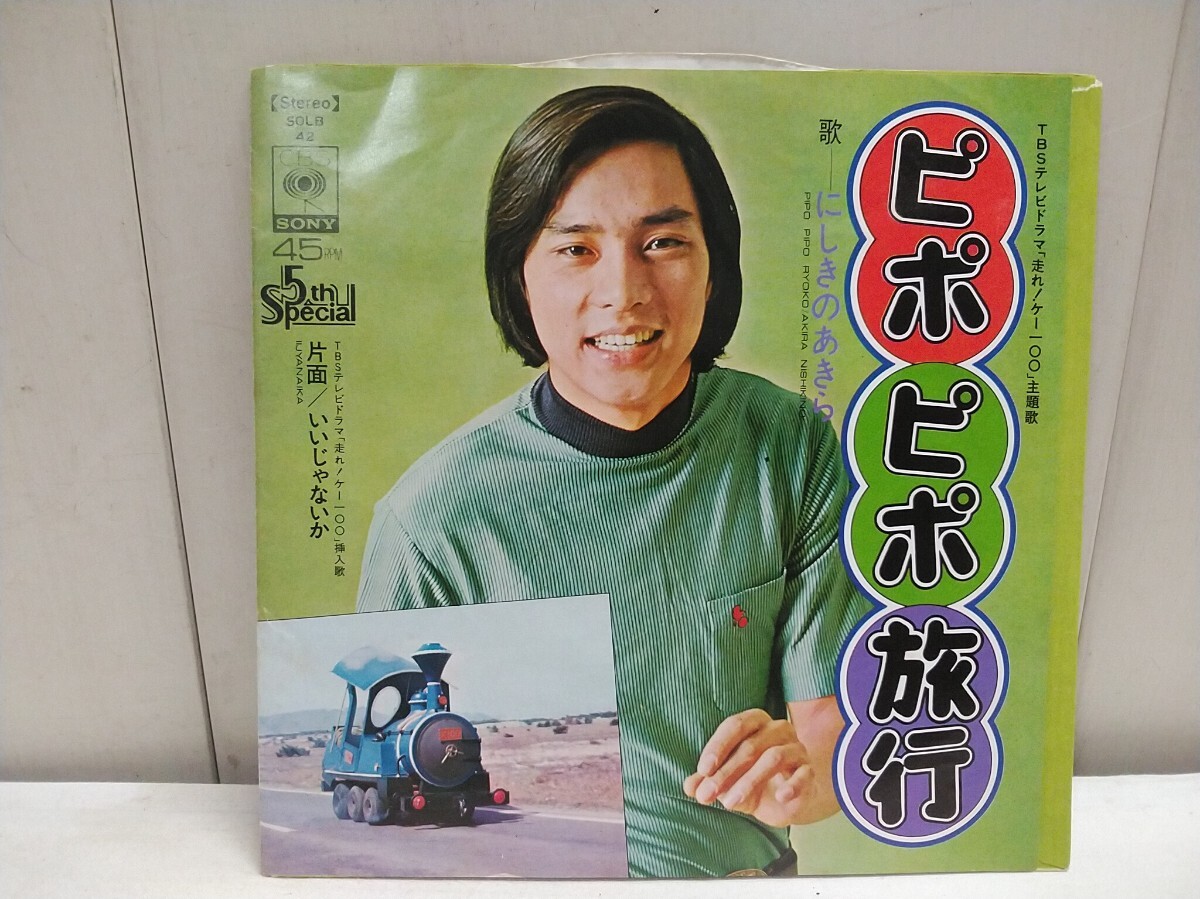 【Stereo】
SOLB
42
CBS
SONY
45RPM
5th
Special
TBSテレビドラマ「走れ!ケー一〇〇」挿入歌
片面/いいじゃないか
IIJYANAIKA
歌──にしきのあきら
PIPO PIPO RYOKO/AKIRA NISHIKINO
ピポピポ旅行
TBSテレビドラマ「走れ!ケー一〇〇」主題歌